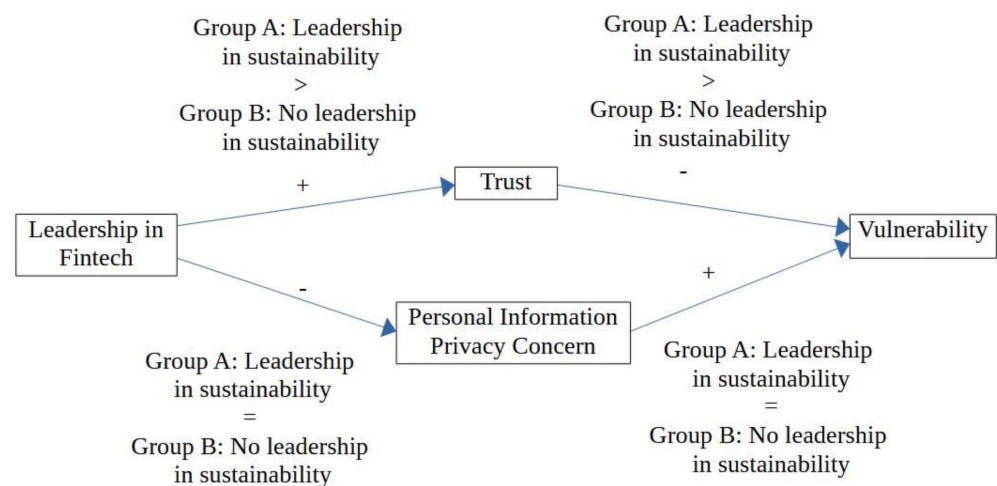 Group A: Leadership
in sustainability
>
Group B: No leadership
in sustainability
Group A: Leadership
in sustainability
>
Group B: No leadership
in sustainability
+
Trust
-
Leadership in
Fintech
Vulnerability
-
Personal Information
Privacy Concern
+
Group A: Leadership
in sustainability
=
Group B: No leadership
in sustainability
Group A: Leadership
in sustainability
=
Group B: No leadership
in sustainability